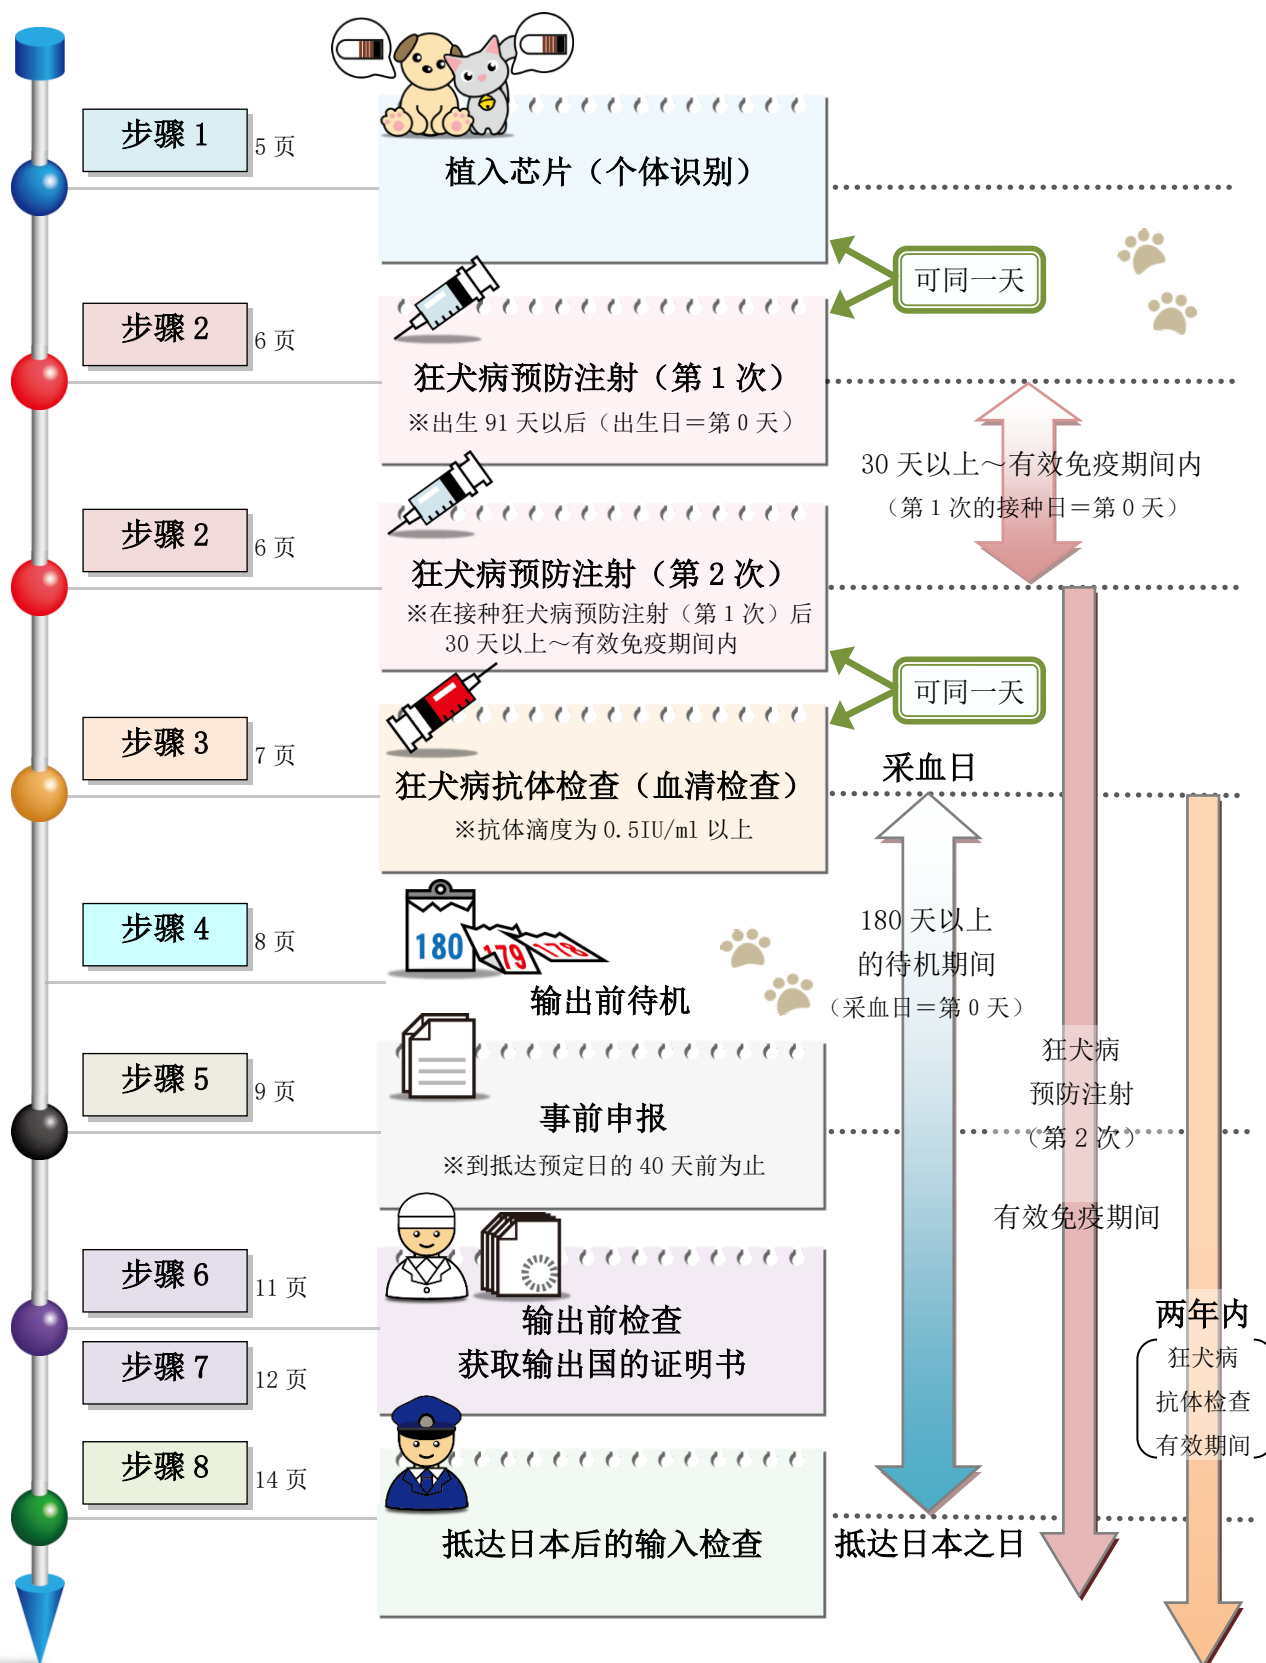 步骤 1
5 页
植入芯片（个体识别）
可同一天
步骤 2
6 页
狂犬病预防注射（第 1 次）
※出生 91 天以后（出生日＝第 0 天）
30 天以上～有效免疫期间内
（第 1 次的接种日＝第 0 天）
步骤 2
6 页
狂犬病预防注射（第 2 次）
※在接种狂犬病预防注射（第 1 次）后
30 天以上～有效免疫期间内
可同一天
步骤 3
7 页
狂犬病抗体检查（血清检查）
※抗体滴度为 0.5IU/ml 以上
采血日
步骤 4
8 页
180
179
178
输出前待机
180 天以上
的待机期间
（采血日＝第 0 天）
步骤 5
9 页
事前申报
※到抵达预定日的 40 天前为止
狂犬病
预防注射
（第 2 次）
有效免疫期间
步骤 6
11 页
输出前检查
步骤 7
12 页
获取输出国的证明书
两年内
狂犬病
抗体检查
有效期间
步骤 8
14 页
抵达日本后的输入检查
抵达日本之日